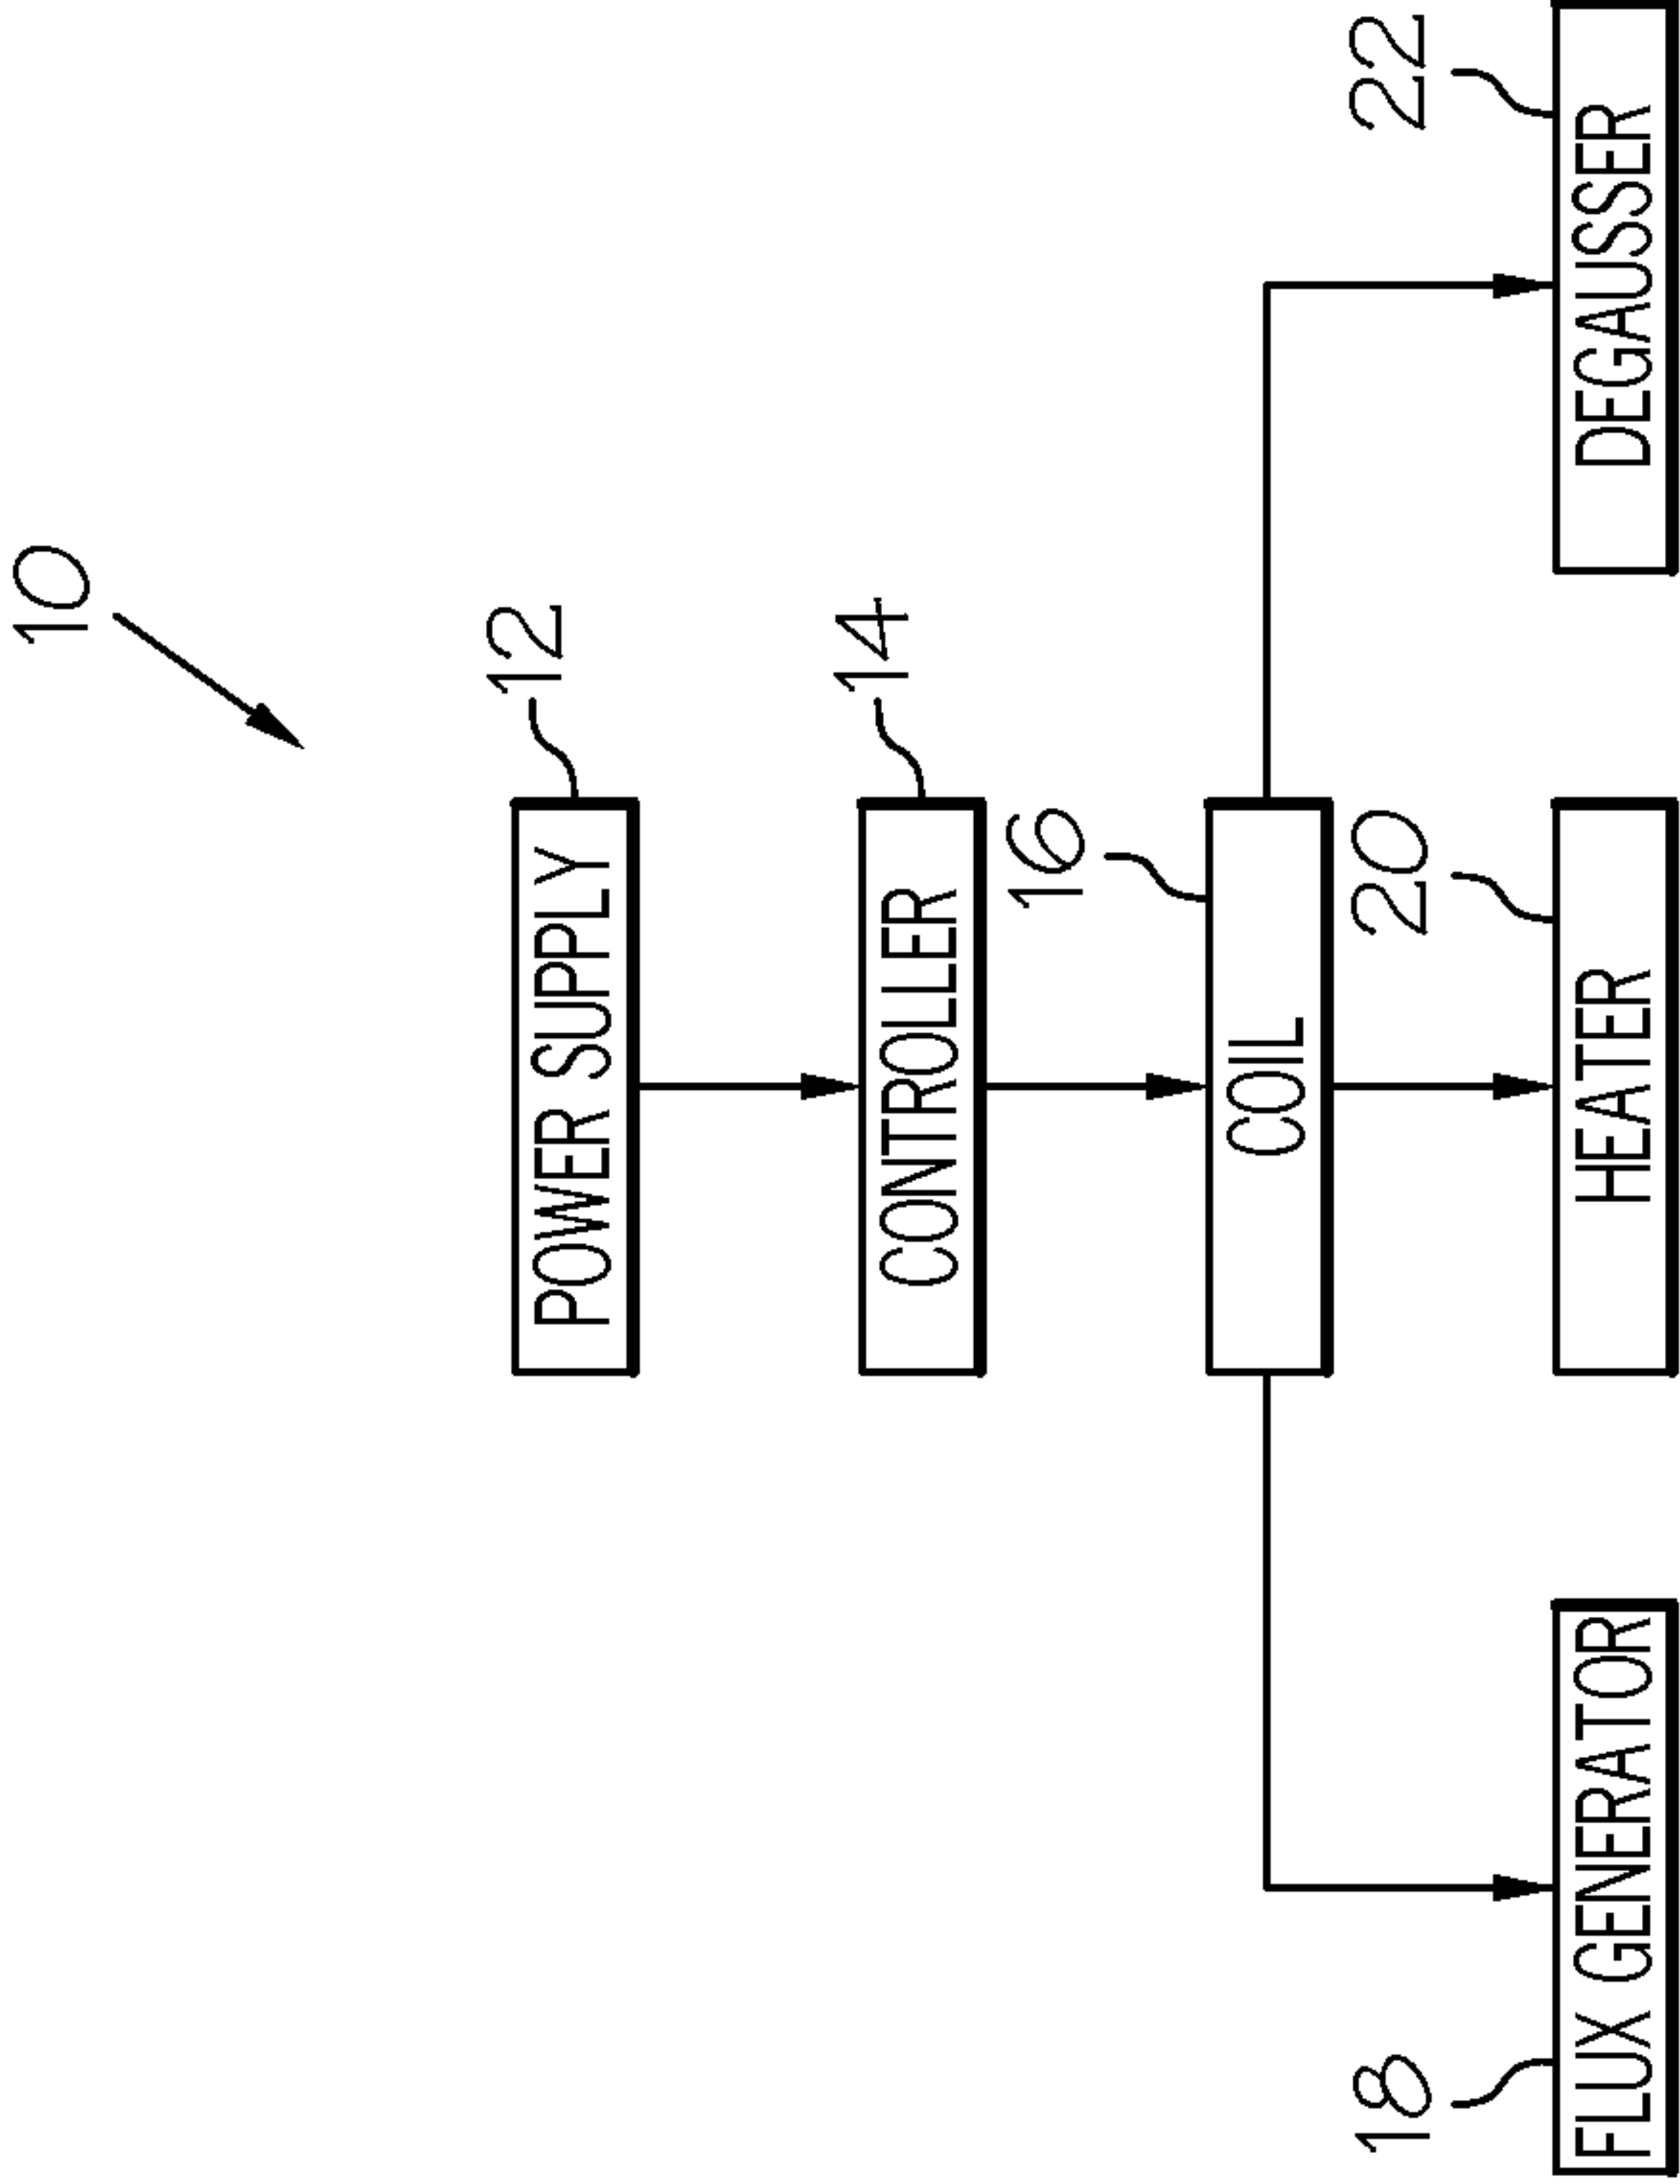 10
POWER SUPPLY
12
CONTROLLER
14
COIL
16
18
FLUX GENERATOR
20
HEATER
22
DEGAUSSER